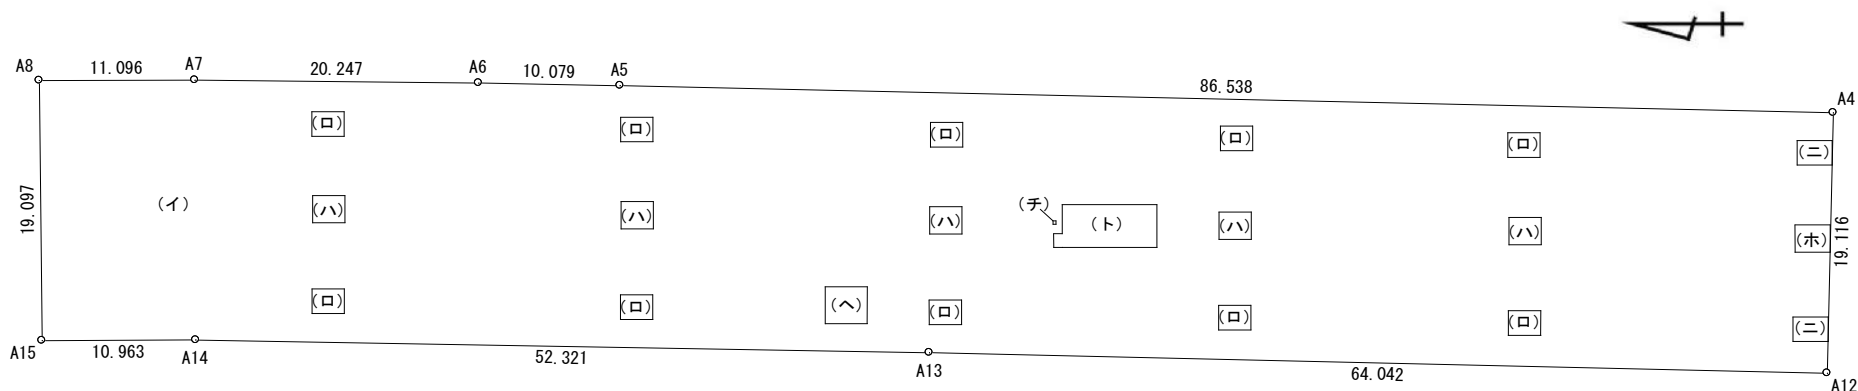 A8
11.096
A7
20.247
A6
10.079
A5
86.538
A4
(ロ)
(ロ)
(ロ)
(ロ)
(ロ)
(ニ)
19.097
(イ)
(ハ)
(ハ)
(ハ)
(チ)
(ト)
(ハ)
(ハ)
(ホ)
19.116
(ロ)
(ロ)
(ヘ)
(ロ)
(ロ)
(ロ)
(ニ)
A15
10.963
A14
52.321
A13
64.042
A12